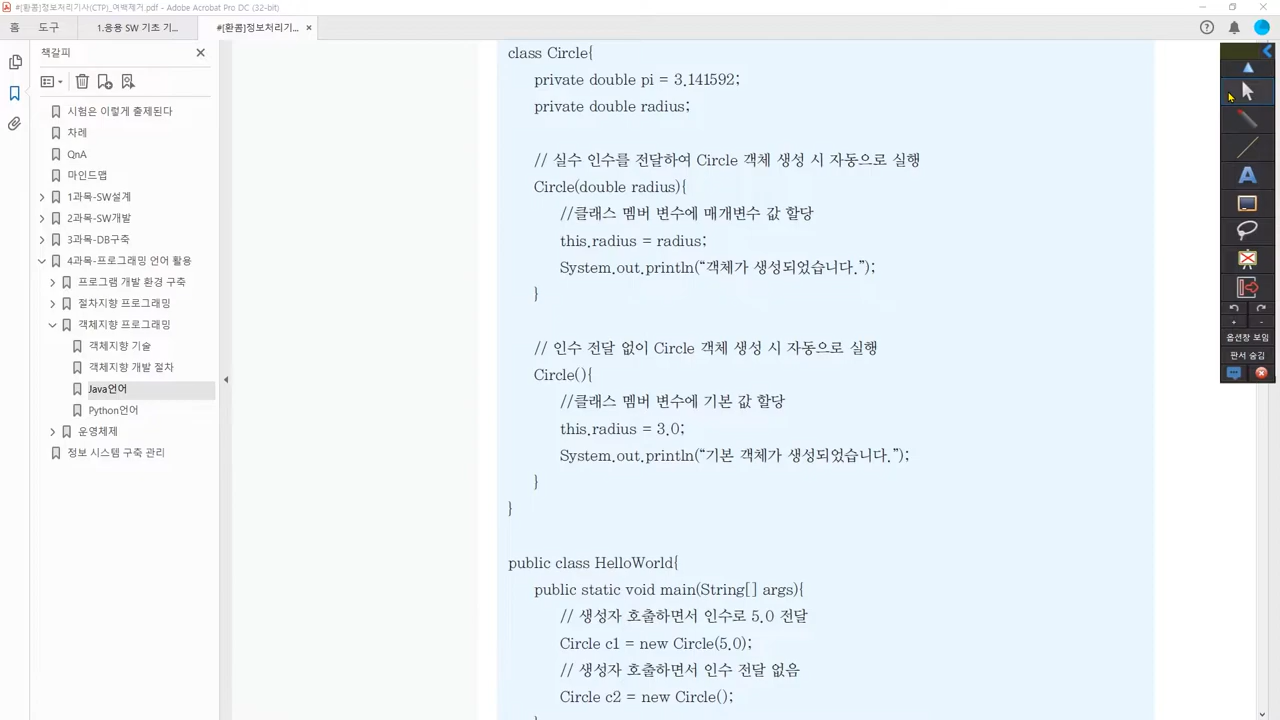 #[환콤]정보처리기사(CTP)_여백제거.pdf - Adobe Acrobat Pro DC (32-bit)
홈 도구 1.응용 SW 기초 기... #[환콤]정보처리기... ×
책갈피
시험은 이렇게 출제된다
차례
QnA
마인드맵
1과목-SW설계
2과목-SW개발
3과목-DB구축
4과목-프로그래밍 언어 활용
프로그램 개발 환경 구축
절차지향 프로그래밍
객체지향 프로그래밍
객체지향 기술
객체지향 개발 절차
Java언어
Python언어
운영체제
정보 시스템 구축 관리
class Circle{
private double pi = 3.141592;
private double radius;
// 실수 인수를 전달하여 Circle 객체 생성 시 자동으로 실행
Circle(double radius){
//클래스 멤버 변수에 매개변수 값 할당
this.radius = radius;
System.out.println(“객체가 생성되었습니다.”);
}
// 인수 전달 없이 Circle 객체 생성 시 자동으로 실행
Circle(){
//클래스 멤버 변수에 기본 값 할당
this.radius = 3.0;
System.out.println(“기본 객체가 생성되었습니다.”);
}
}
public class HelloWorld{
public static void main(String[] args){
// 생성자 호출하면서 인수로 5.0 전달
Circle c1 = new Circle(5.0);
// 생성자 호출하면서 인수 전달 없음
Circle c2 = new Circle();
A
+ -
옵션창 보임
판서 숨김